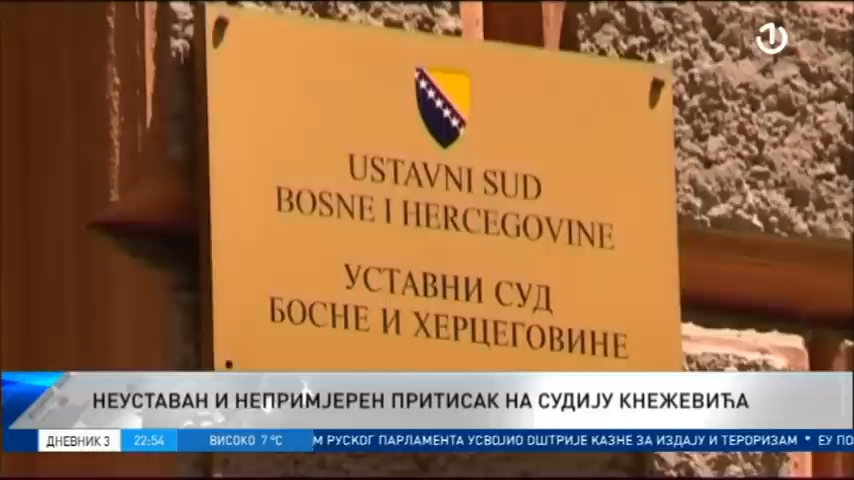 USTAVNI SUD
BOSNE I HERCEGOVINE
УСТАВНИ СУД
БОСНЕ И ХЕРЦЕГОВИНЕ
НЕУСТАВАН И НЕПРИМЈЕРЕН ПРИТИСАК НА СУДИЈУ КНЕЖЕВИЋА
ДНЕВНИК 3 22:54 ВИСОКО 7 °C М РУСКОГ ПАРЛАМЕНТА УСВОЈИО ОШТРИЈЕ КАЗНЕ ЗА ИЗДАЈУ И ТЕРОРИЗАМ * ЕУ ПО